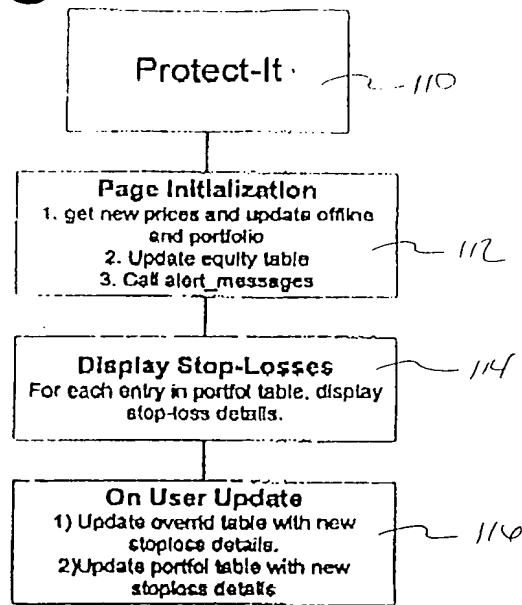 Protect-It
110
Page Initialization
1. get new prices and update offline
and portfolio
2. Update equity table
3. Call alert_messages
112
Display Stop-Losses
For each entry in portfol table, display
stop-loss details.
114
On User Update
1) Update overrid table with new
stoploss details.
2)Update portfol table with new
stoploss details
116